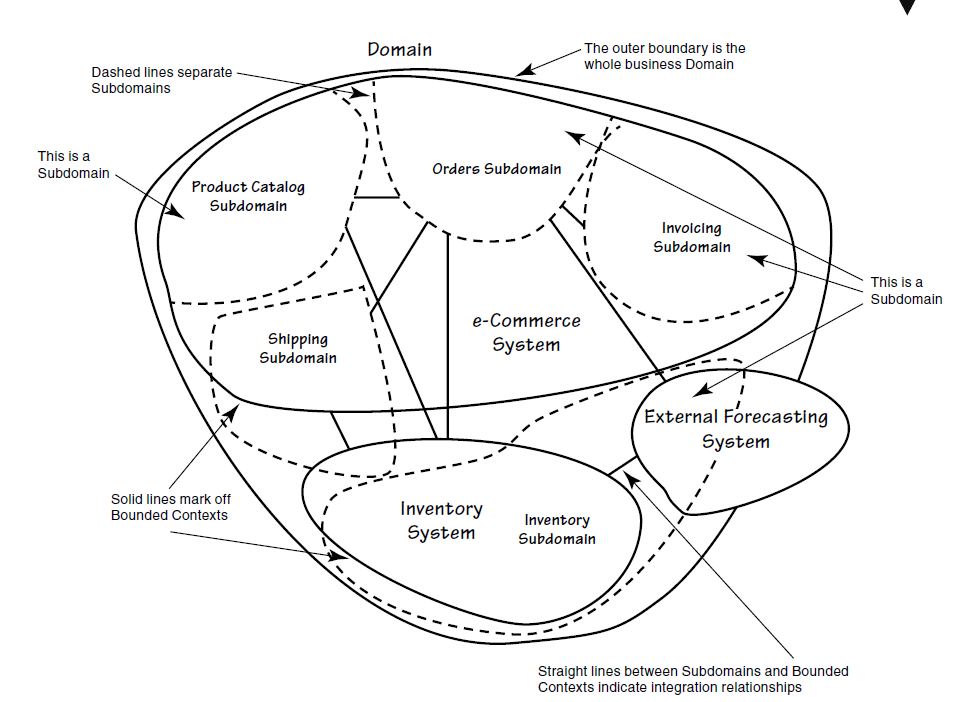 Domain
The outer boundary is the
whole business Domain
Dashed lines separate
Subdomains
This is a
Subdomain
Product Catalog
Subdomain
Orders Subdomain
Invoicing
Subdomain
This is a
Subdomain
Shipping
Subdomain
e-Commerce
System
External Forecasting
System
Solid lines mark off
Bounded Contexts
Inventory
System
Inventory
Subdomain
Straight lines between Subdomains and Bounded
Contexts indicate integration relationships